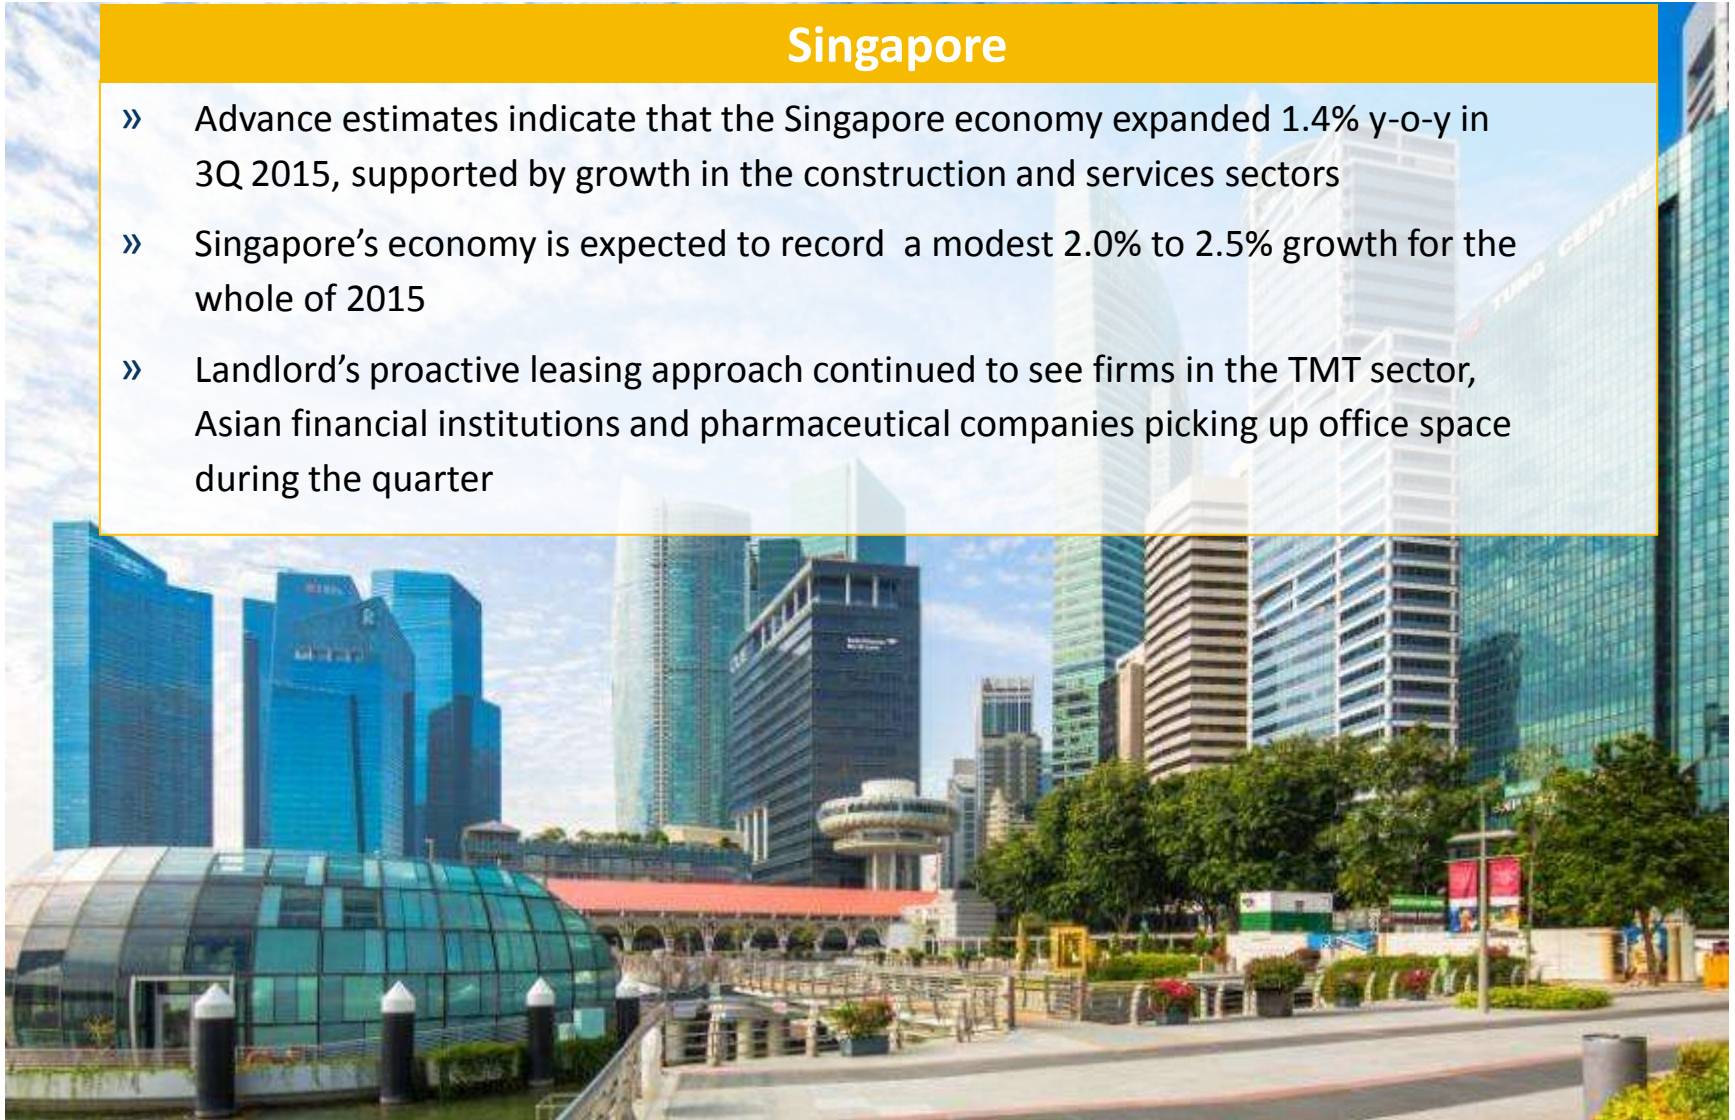 Singapore
» Advance estimates indicate that the Singapore economy expanded 1.4% y-o-y in
3Q 2015, supported by growth in the construction and services sectors
» Singapore’s economy is expected to record  a modest 2.0% to 2.5% growth for the
whole of 2015
» Landlord’s proactive leasing approach continued to see firms in the TMT sector,
Asian financial institutions and pharmaceutical companies picking up office space
during the quarter
TUNG CENTRE